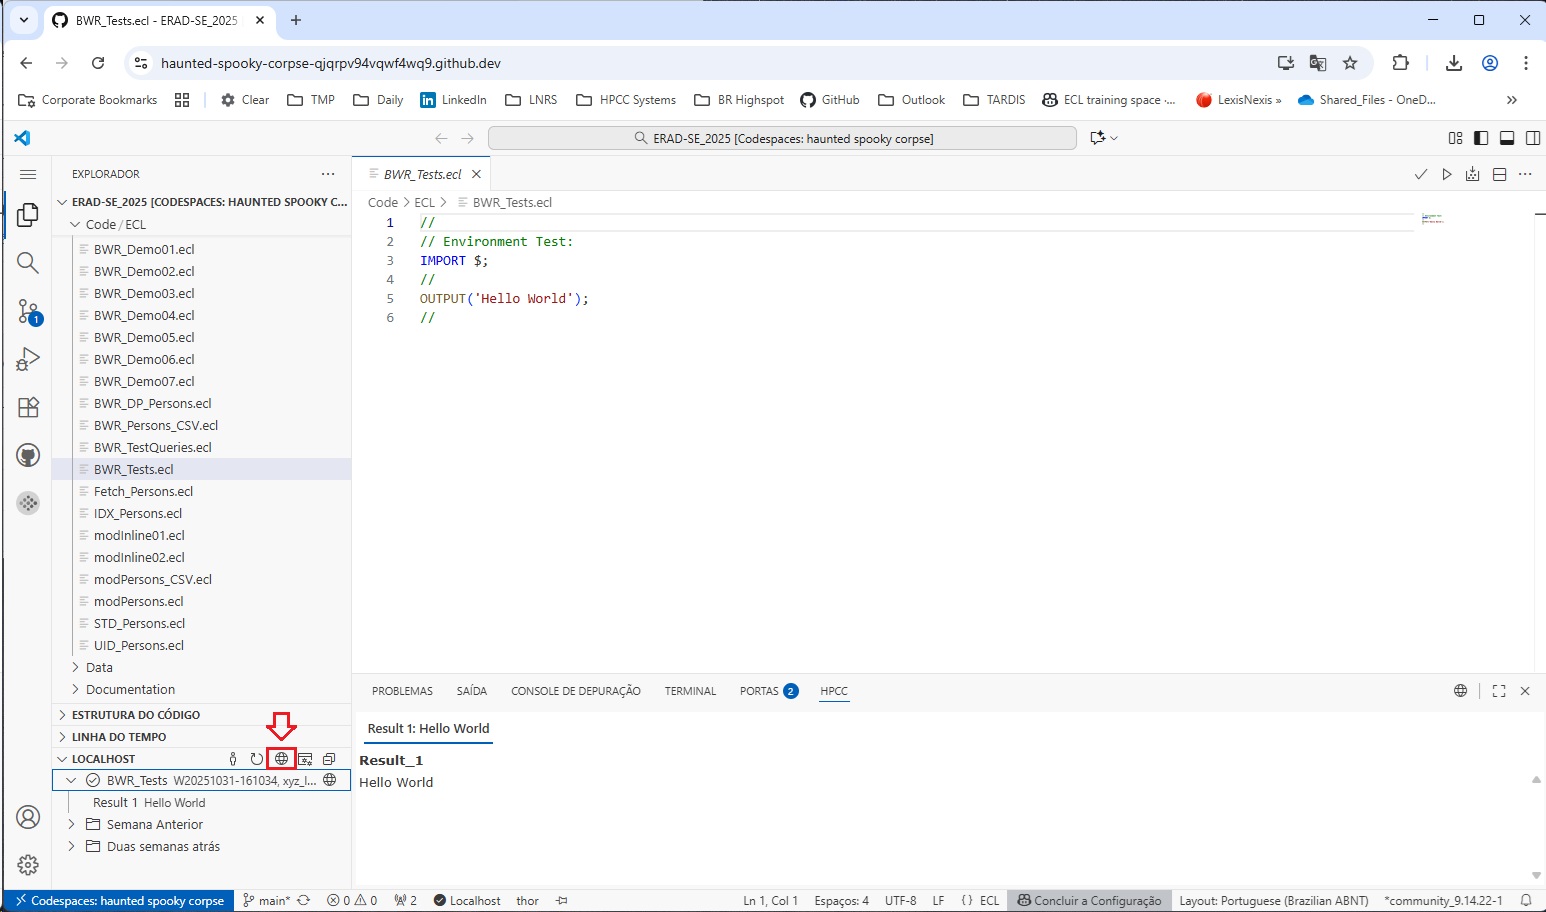 BWR_Tests.ecl - ERAD-SE_2025
haunted-spooky-corpse-qjqrpv94vqwf4wq9.github.dev
Corporate Bookmarks
Clear
TMP
Daily
LinkedIn
LNRS
HPCC Systems
BR Highspot
GitHub
Outlook
TARDIS
ECL training space -...
LexisNexis »
Shared_Files - OneD...
»
ERAD-SE_2025 [Codespaces: haunted spooky corpse]
EXPLORADOR
ERAD-SE_2025 [CODESPACES: HAUNTED SPOOKY C...
Code / ECL
BWR_Demo01.ecl
BWR_Demo02.ecl
BWR_Demo03.ecl
BWR_Demo04.ecl
BWR_Demo05.ecl
BWR_Demo06.ecl
BWR_Demo07.ecl
BWR_DP_Persons.ecl
BWR_Persons_CSV.ecl
BWR_TestQueries.ecl
BWR_Tests.ecl
Fetch_Persons.ecl
IDX_Persons.ecl
modInline01.ecl
modInline02.ecl
modPersons_CSV.ecl
modPersons.ecl
STD_Persons.ecl
UID_Persons.ecl
Data
Documentation
ESTRUTURA DO CÓDIGO
LINHA DO TEMPO
LOCALHOST
BWR_Tests W20251031-161034, xyz_l...
Result 1 Hello World
Semana Anterior
Duas semanas atrás
1
BWR_Tests.ecl
Code > ECL > BWR_Tests.ecl
1 //
2 // Environment Test:
3 IMPORT $;
4 //
5 OUTPUT('Hello World');
6 //
PROBLEMAS
SAÍDA
CONSOLE DE DEPURAÇÃO
TERMINAL
PORTAS 2
HPCC
Result 1: Hello World
Result_1
Hello World
Codespaces: haunted spooky corpse
main*
0 0
2
Localhost
thor
Ln 1, Col 1
Espaços: 4
UTF-8
LF
{ } ECL
Concluir a Configuração
Layout: Portuguese (Brazilian ABNT)
*community_9.14.22-1